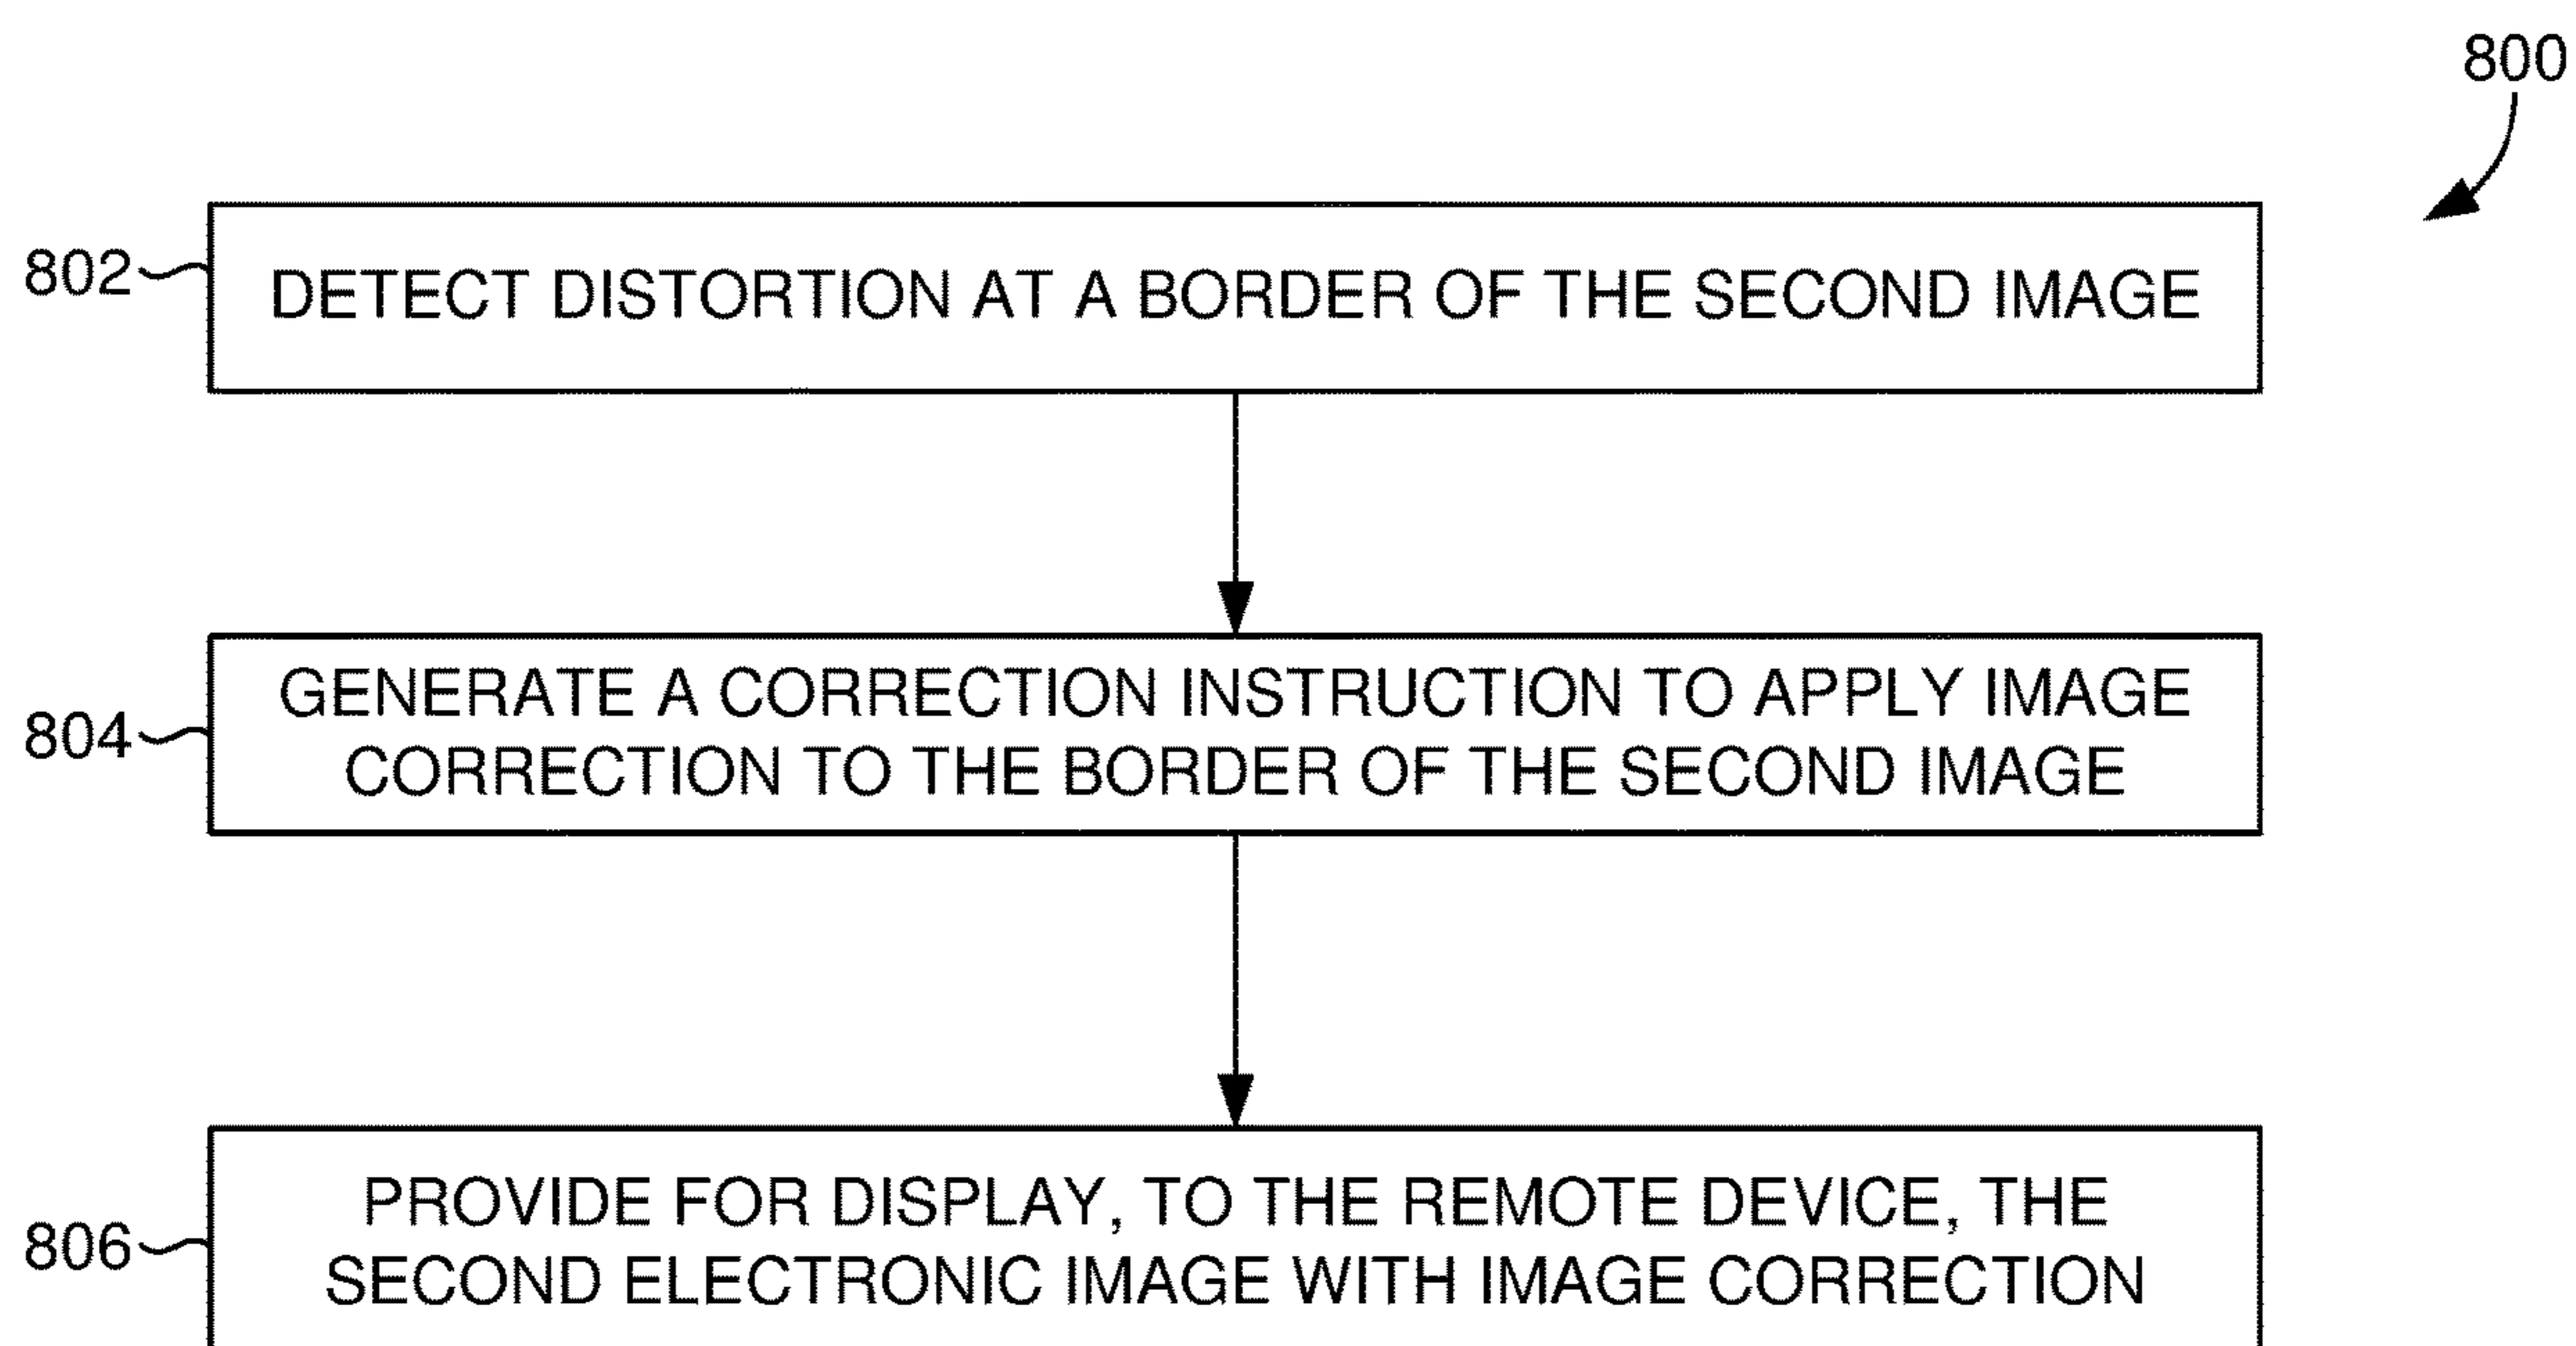 800
802
DETECT DISTORTION AT A BORDER OF THE SECOND IMAGE
804
GENERATE A CORRECTION INSTRUCTION TO APPLY IMAGE
CORRECTION TO THE BORDER OF THE SECOND IMAGE
806
PROVIDE FOR DISPLAY, TO THE REMOTE DEVICE, THE
SECOND ELECTRONIC IMAGE WITH IMAGE CORRECTION